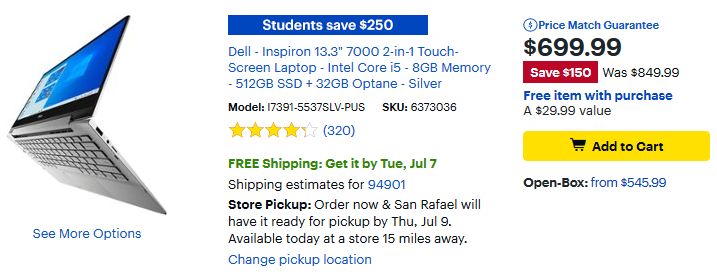 Students save $250
Dell - Inspiron 13.3" 7000 2-in-1 Touch-
Screen Laptop - Intel Core i5 - 8GB Memory
- 512GB SSD + 32GB Optane - Silver
Model: I7391-5537SLV-PUS SKU: 6373036
(320)
FREE Shipping: Get it by Tue, Jul 7
Shipping estimates for 94901
Store Pickup: Order now & San Rafael will
have it ready for pickup by Thu, Jul 9.
Available today at a store 15 miles away.
Change pickup location
See More Options
Price Match Guarantee
$699.99
Save $150 Was $849.99
Free item with purchase
A $29.99 value
Add to Cart
Open-Box: from $545.99